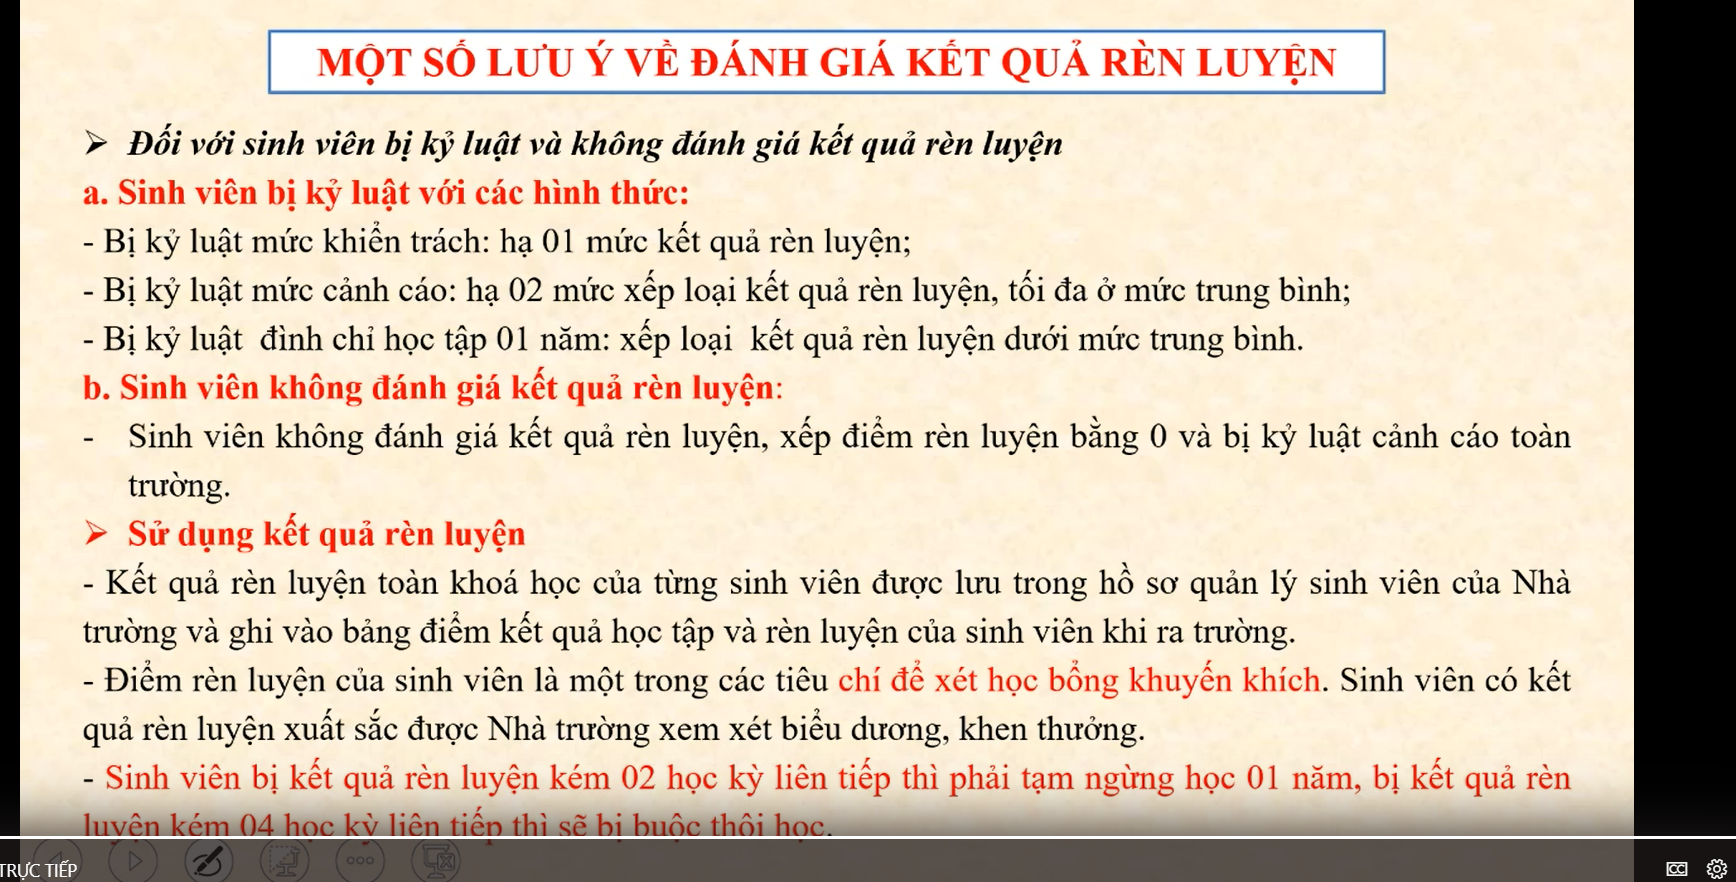 MỘT SỐ LƯU Ý VỀ ĐÁNH GIÁ KẾT QUẢ RÈN LUYỆN
➢ Đối với sinh viên bị kỷ luật và không đánh giá kết quả rèn luyện
a. Sinh viên bị kỷ luật với các hình thức:
- Bị kỷ luật mức khiển trách: hạ 01 mức kết quả rèn luyện;
- Bị kỷ luật mức cảnh cáo: hạ 02 mức xếp loại kết quả rèn luyện, tối đa ở mức trung bình;
- Bị kỷ luật đình chỉ học tập 01 năm: xếp loại kết quả rèn luyện dưới mức trung bình.
b. Sinh viên không đánh giá kết quả rèn luyện:
- Sinh viên không đánh giá kết quả rèn luyện, xếp điểm rèn luyện bằng 0 và bị kỷ luật cảnh cáo toàn
trường.
➢ Sử dụng kết quả rèn luyện
- Kết quả rèn luyện toàn khoá học của từng sinh viên được lưu trong hồ sơ quản lý sinh viên của Nhà
trường và ghi vào bảng điểm kết quả học tập và rèn luyện của sinh viên khi ra trường.
- Điểm rèn luyện của sinh viên là một trong các tiêu chí để xét học bổng khuyến khích. Sinh viên có kết
quả rèn luyện xuất sắc được Nhà trường xem xét biểu dương, khen thưởng.
- Sinh viên bị kết quả rèn luyện kém 02 học kỳ liên tiếp thì phải tạm ngừng học 01 năm, bị kết quả rèn
luyện kém 04 học kỳ liên tiếp thì sẽ bị buộc thôi học.
TRỰC TIẾP
CC